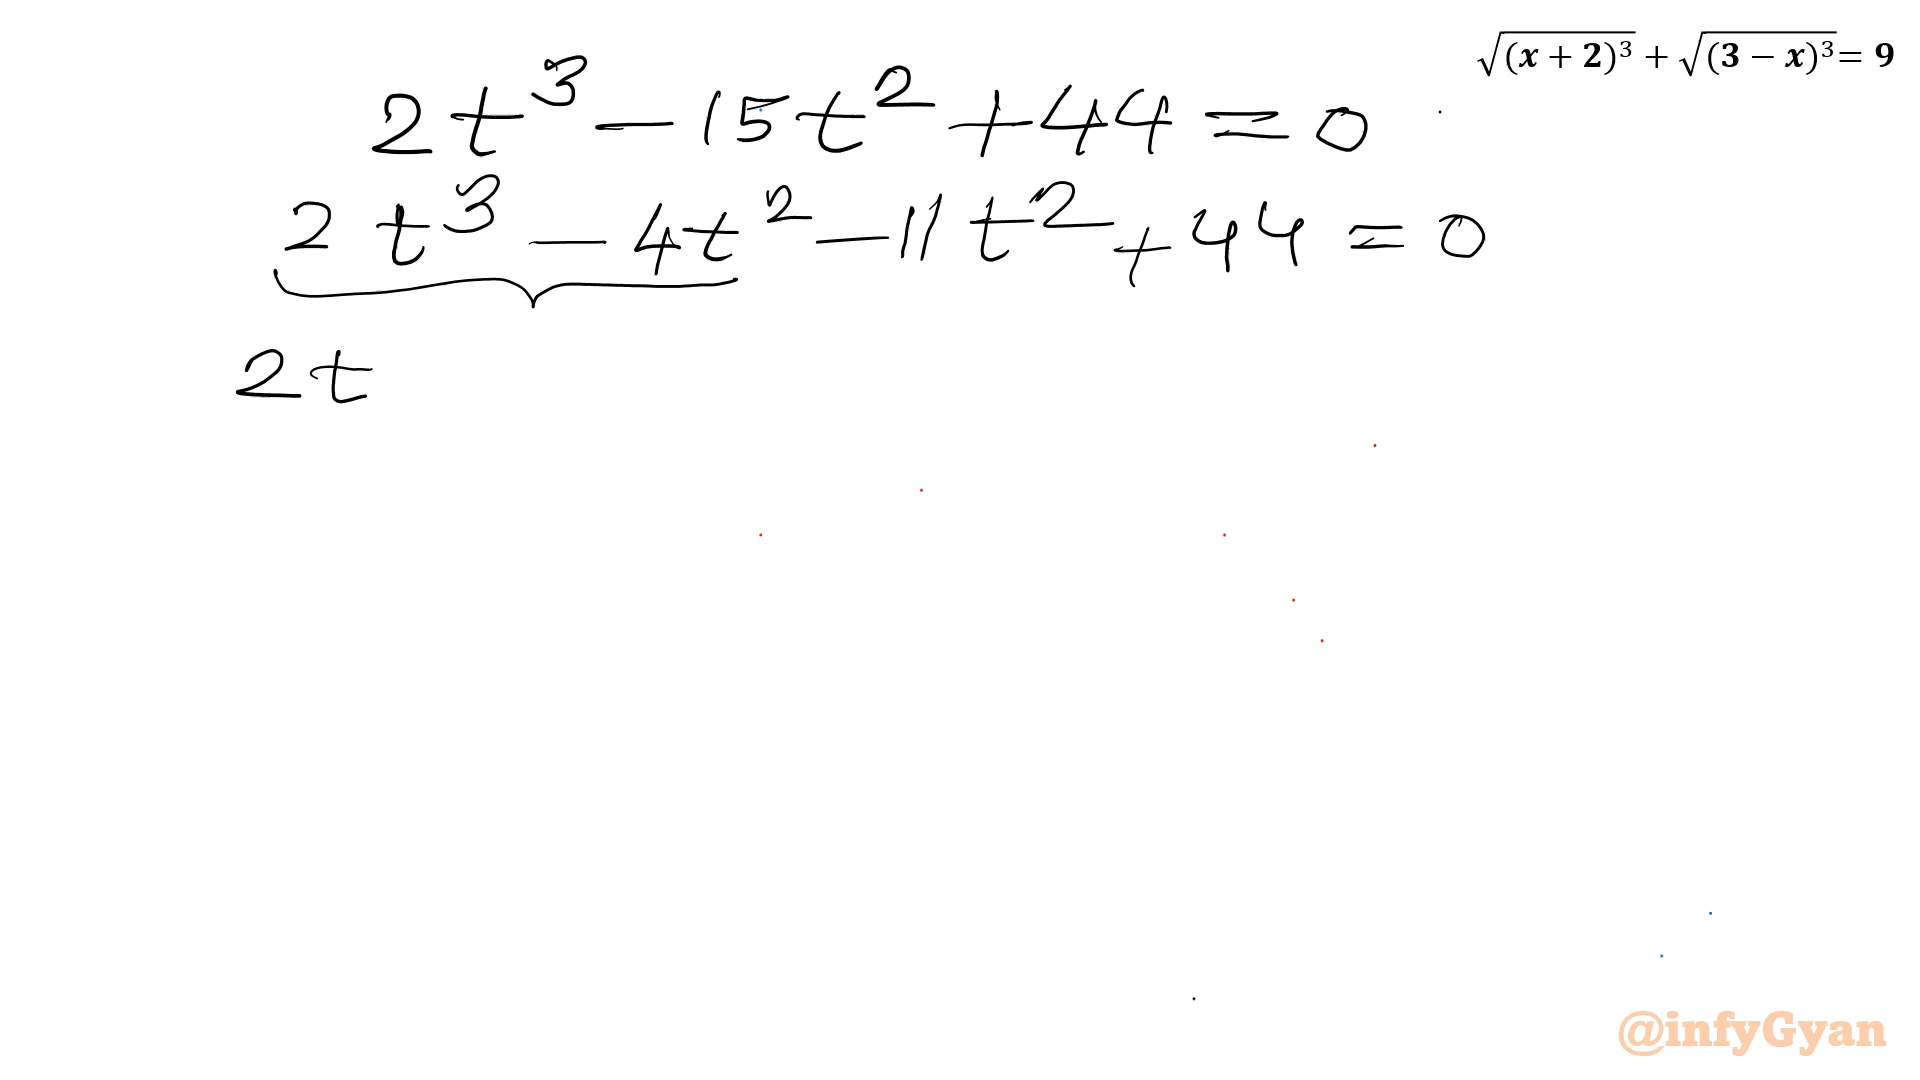 √(x + 2)³ + √(3 − x)³ = 9
2t³ − 15t² + 44 = 0
2t³ − 4t² − 11t² + 44 = 0
2t
@infyGyan